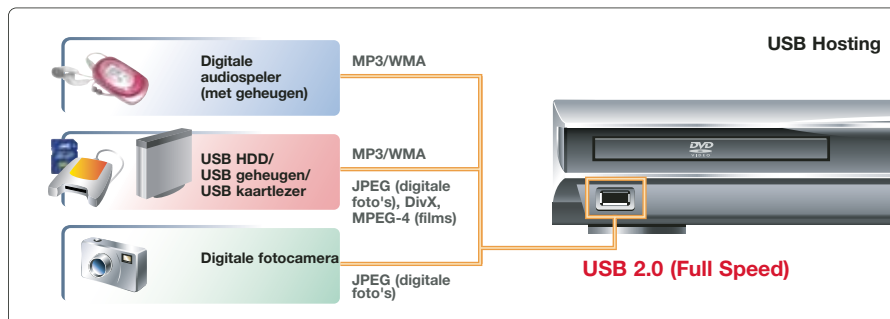 USB Hosting
Digitale
audiospeler
(met geheugen)
MP3/WMA
USB HDD/
USB geheugen/
USB kaartlezer
MP3/WMA
JPEG (digitale
foto's), DivX,
MPEG-4 (films)
Digitale fotocamera
JPEG (digitale
foto's)
DVD
VIDEO
USB 2.0 (Full Speed)